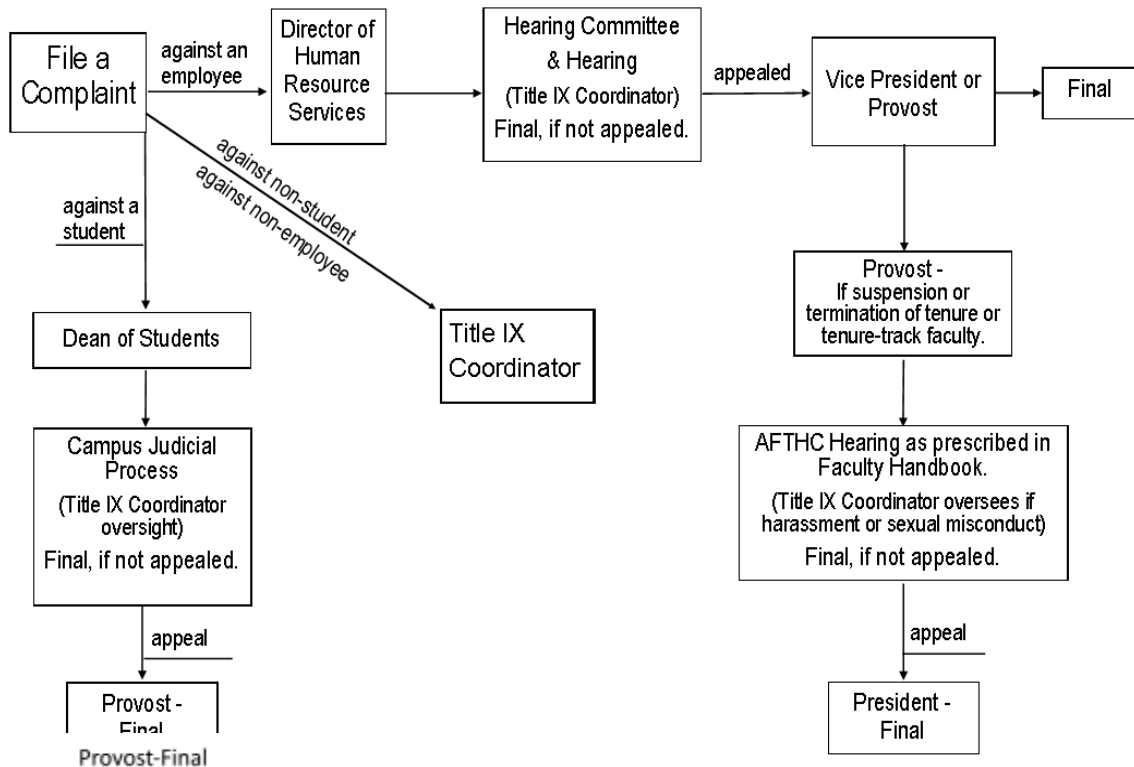 File a
Complaint
against an
employee
Director of
Human
Resource
Services
Hearing Committee
& Hearing
(Title IX Coordinator)
Final, if not appealed.
appealed
Vice President or
Provost
Final
against a
student
against non-student
against non-employee
Title IX
Coordinator
Dean of Students
Campus Judicial
Process
(Title IX Coordinator
oversight)
Final, if not appealed.
appeal
Provost -
Final
Provost-Final
Provost -
If suspension or
termination of tenure or
tenure-track faculty.
AFTHC Hearing as prescribed in
Faculty Handbook.
(Title IX Coordinator oversees if
harassment or sexual misconduct)
Final, if not appealed.
appeal
President -
Final